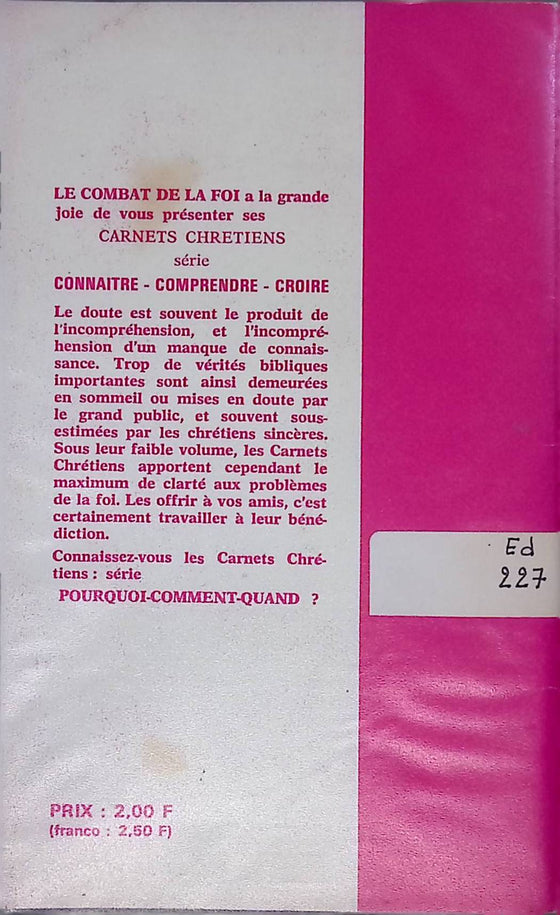 LE COMBAT DE LA FOI a la grande
joie de vous présenter ses
CARNETS CHRETIENS
série
CONNAITRE - COMPRENDRE - CROIRE
Le doute est souvent le produit de
l'incompréhension, et l'incompré-
hension d'un manque de connais-
sance. Trop de vérités bibliques
importantes sont ainsi demeurées
en sommeil ou mises en doute par
le grand public, et souvent sous-
estimées par les chrétiens sincères.
Sous leur faible volume, les Carnets
Chrétiens apportent cependant le
maximum de clarté aux problèmes
de la foi. Les offrir à vos amis, c'est
certainement travailler à leur béné-
diction.
Connaissez-vous les Carnets Chré-
tiens : série
POURQUOI-COMMENT-QUAND ?
Ed
227
PRIX : 2,00 F
(franco : 2,50 F)